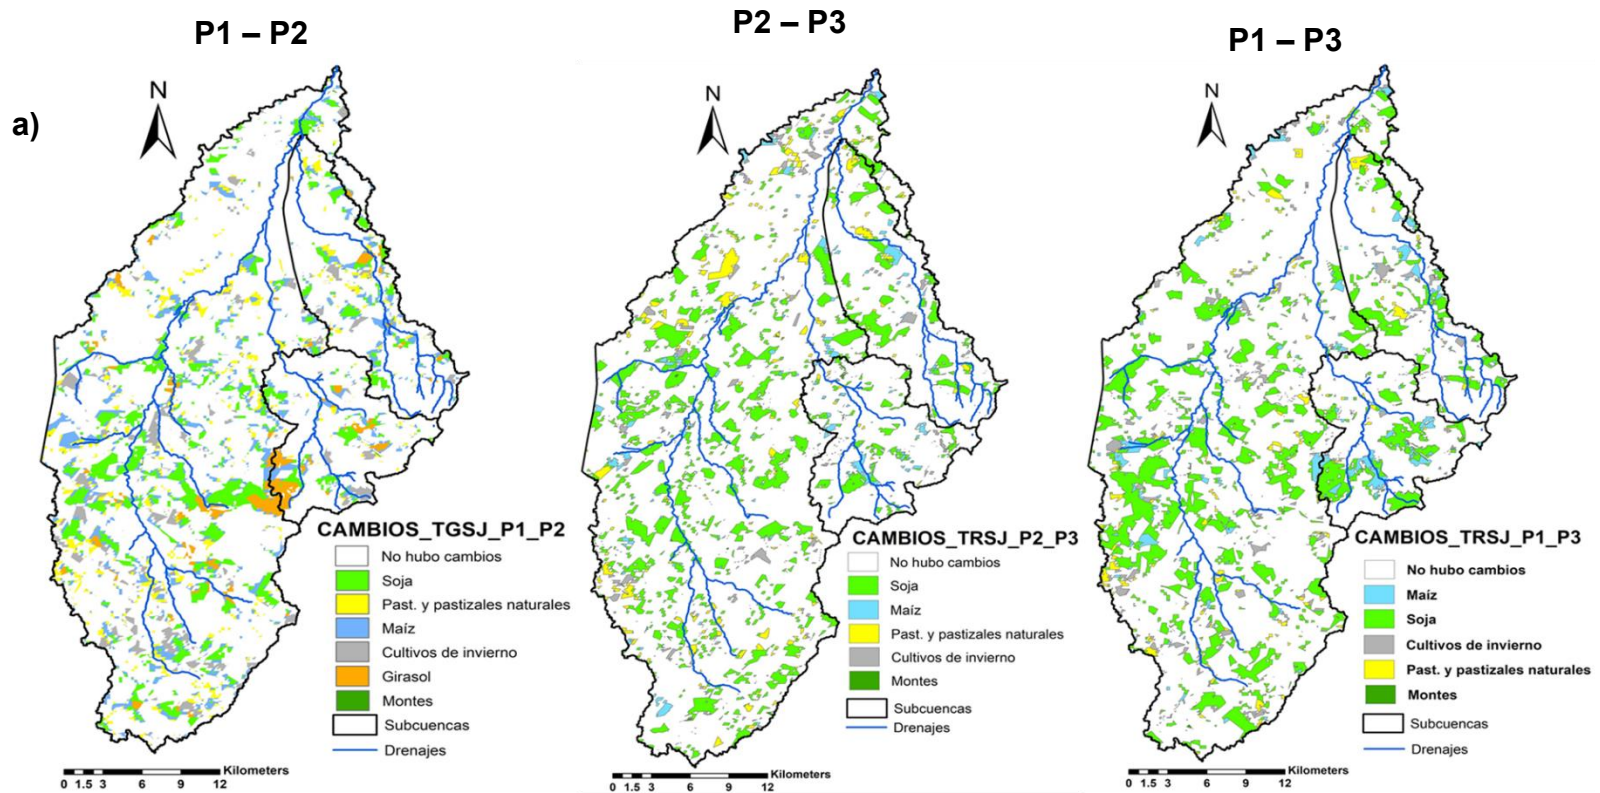 P1 – P2
P2 – P3
P1 – P3
a)
N
N
N
CAMBIOS_TGSJ_P1_P2
No hubo cambios
Soja
Past. y pastizales naturales
Maíz
Cultivos de invierno
Girasol
Montes
Subcuencas
Drenajes
Kilometers
0 1.5 3 6 9 12
CAMBIOS_TRSJ_P2_P3
No hubo cambios
Soja
Maíz
Past. y pastizales naturales
Cultivos de invierno
Montes
Subcuencas
Drenajes
Kilometers
0 1.5 3 6 9 12
CAMBIOS_TRSJ_P1_P3
No hubo cambios
Maíz
Soja
Cultivos de invierno
Past. y pastizales naturales
Montes
Subcuencas
Drenajes
Kilometers
0 1.5 3 6 9 12